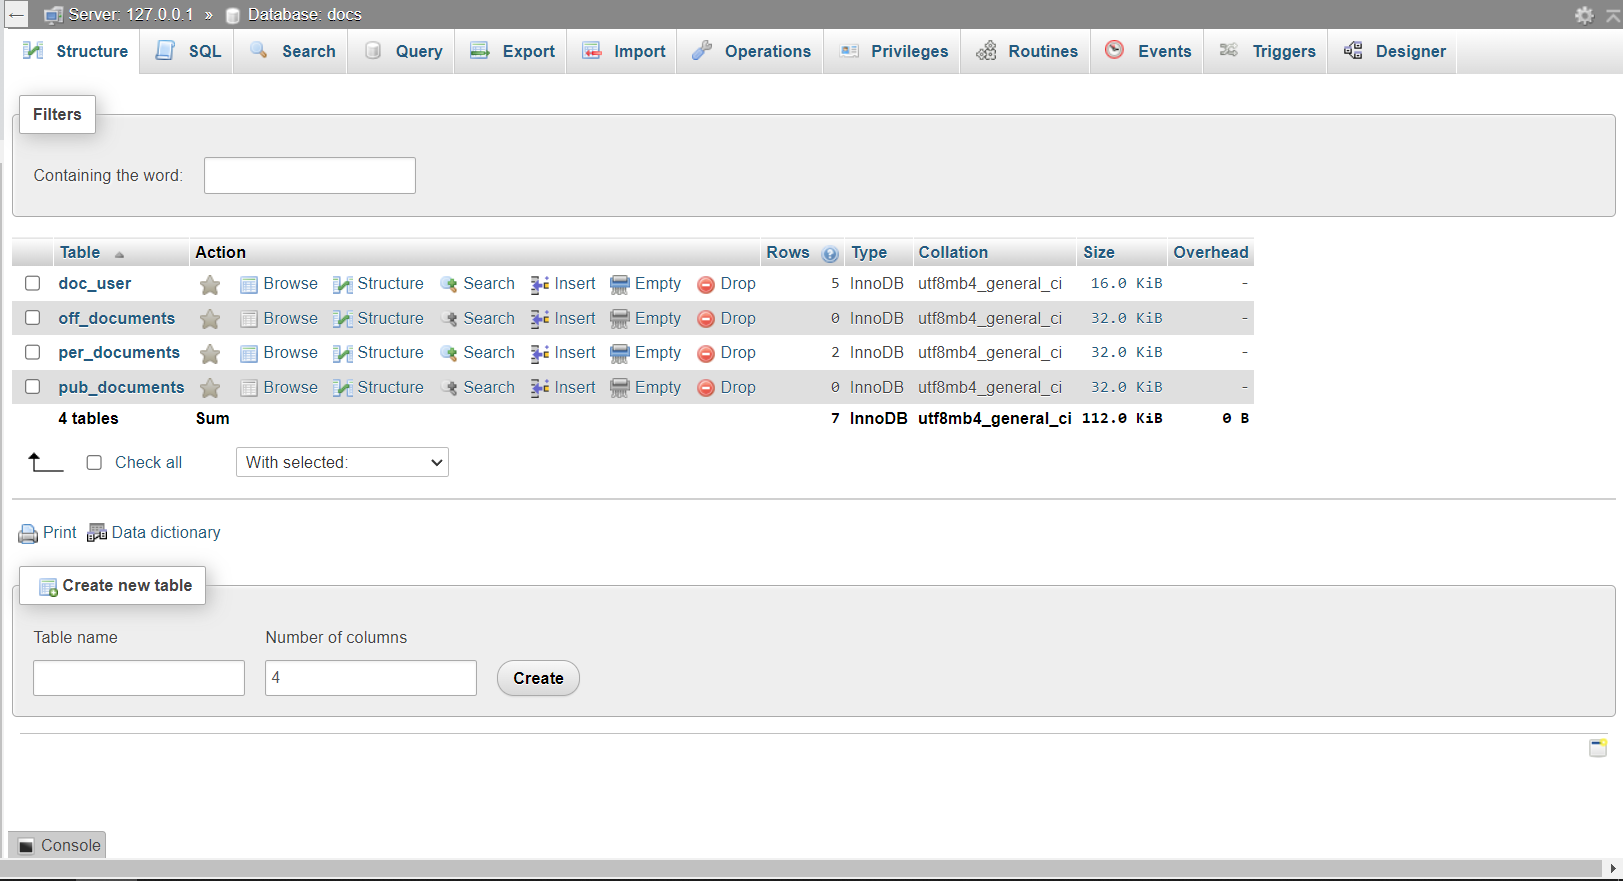 Server: 127.0.0.1 » Database: docs
Structure SQL Search Query Export Import Operations Privileges Routines Events Triggers Designer
Filters
Containing the word:
Table Action Rows Type Collation Size Overhead
doc_user Browse Structure Search Insert Empty Drop 5 InnoDB utf8mb4_general_ci 16.0 KiB -
off_documents Browse Structure Search Insert Empty Drop 0 InnoDB utf8mb4_general_ci 32.0 KiB -
per_documents Browse Structure Search Insert Empty Drop 2 InnoDB utf8mb4_general_ci 32.0 KiB -
pub_documents Browse Structure Search Insert Empty Drop 0 InnoDB utf8mb4_general_ci 32.0 KiB -
4 tables Sum 7 InnoDB utf8mb4_general_ci 112.0 KiB 0 B
Check all With selected:
Print Data dictionary
Create new table
Table name Number of columns
4 Create
Console